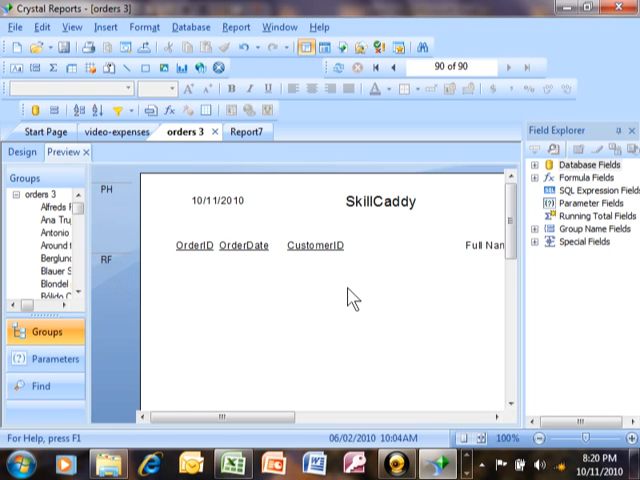 Crystal Reports - [orders 3]
File Edit View Insert Format Database Report Window Help
90 of 90
B I U
Start Page video-expenses orders 3 Report7
Design Preview
Field Explorer
Groups
orders 3
Alfreds
Ana Tru
Antonio
Around t
Berglund
Blauer S
Blondel
Bólido C
Groups
Parameters
Find
PH
RF
10/11/2010
SkillCaddy
OrderID OrderDate CustomerID Full Nan
Database Fields
Formula Fields
SQL Expression Fields
Parameter Fields
Running Total Fields
Group Name Fields
Special Fields
For Help, press F1
06/02/2010 10:04AM
100%
8:20 PM
10/11/2010